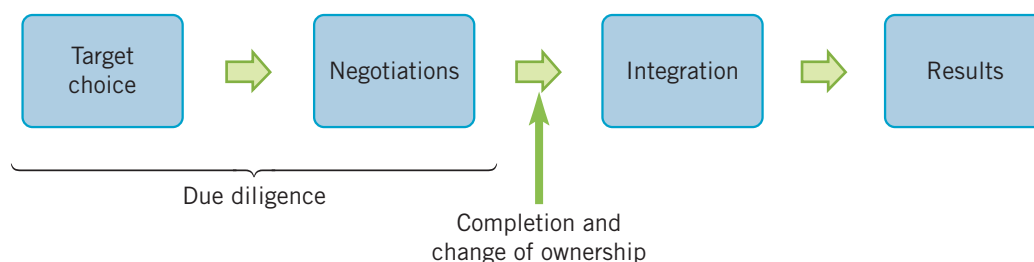 Target
choice
Negotiations
Integration
Results
Due diligence
Completion and
change of ownership